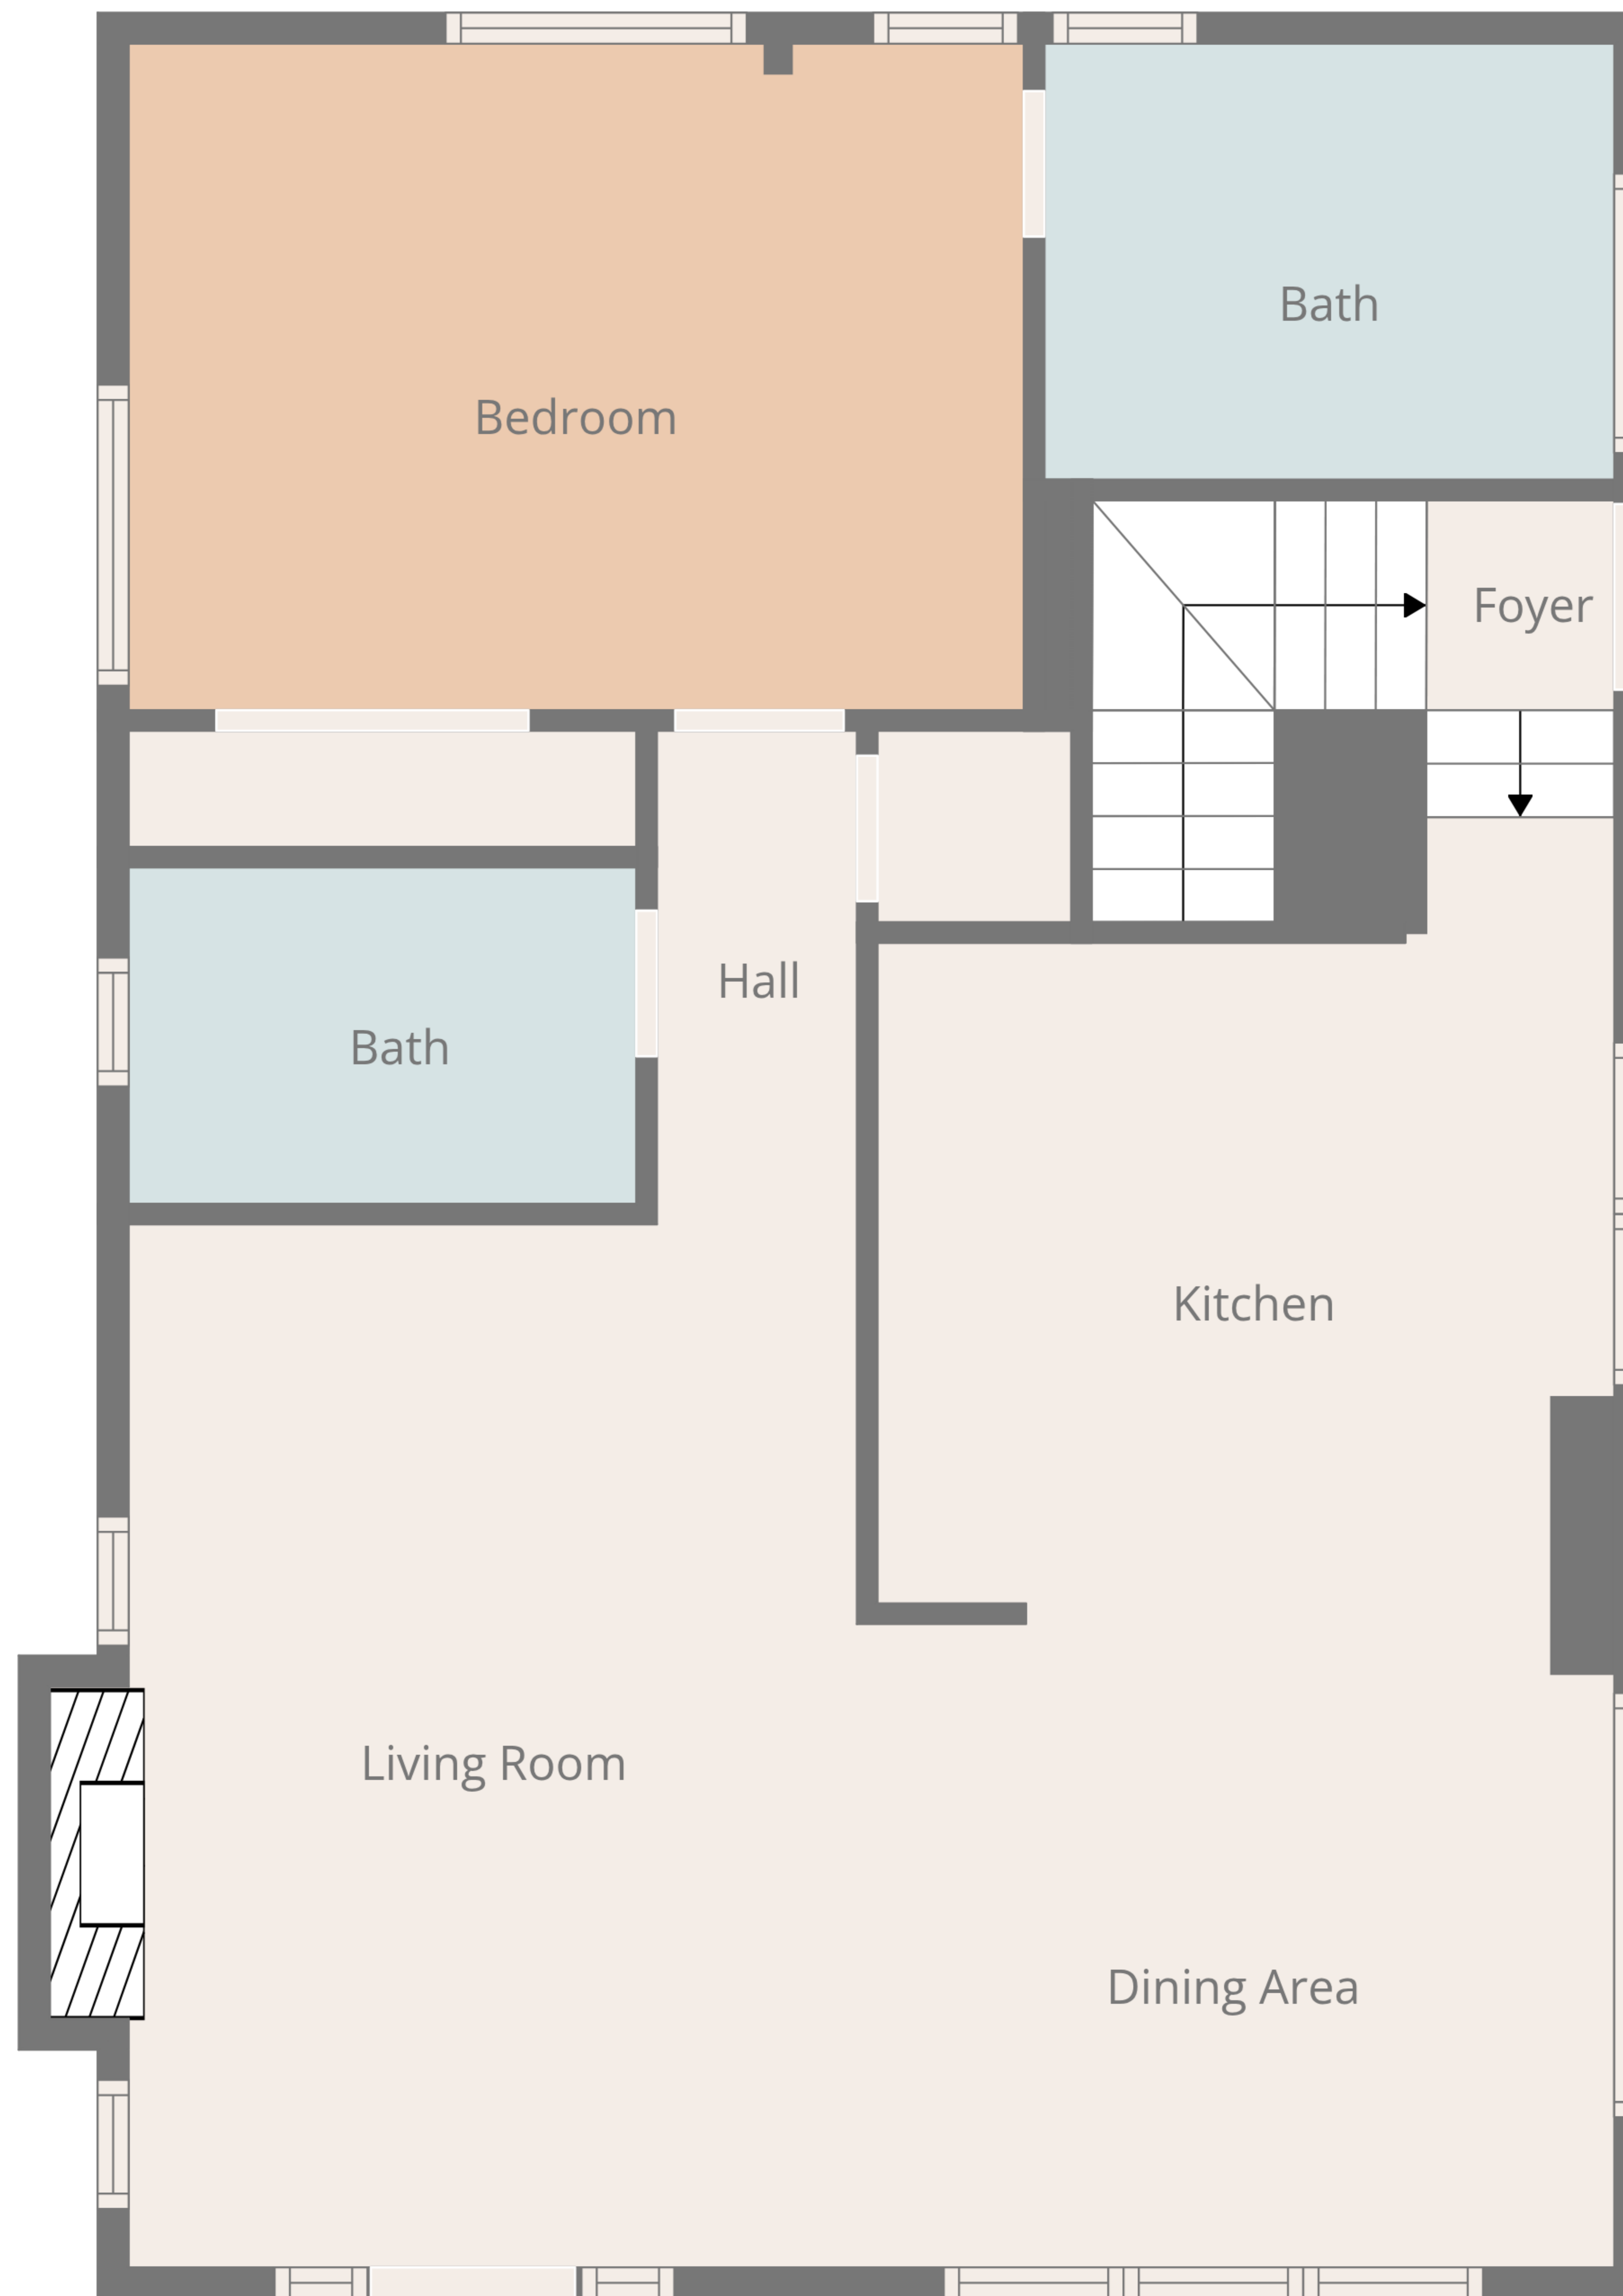 Bath
Bedroom
Foyer
Hall
Bath
Kitchen
Living Room
Dining Area